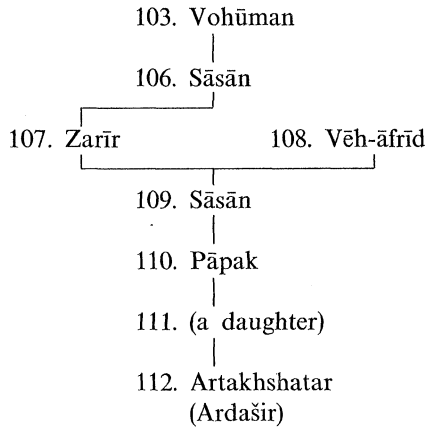 103. Vohūman
106. Sāsān
107. Zarīr 108. Vēh-āfrīd
109. Sāsān
110. Pāpak
111. (a daughter)
112. Artakhshatar
(Ardašir)